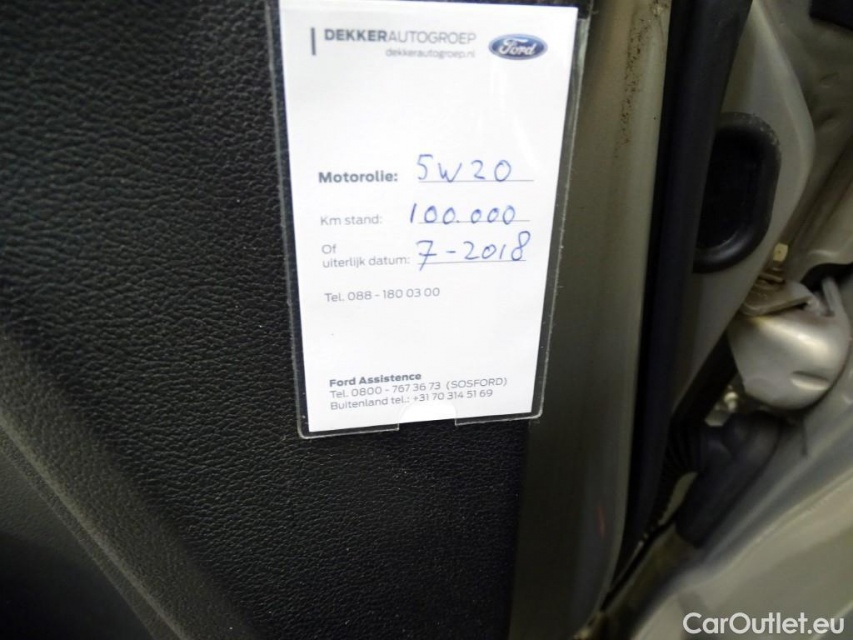 DEKKERAUTOGROEP
dekkerautogroep.nl
Ford
Motorolie: 5W20
Km stand: 100.000
Of
uiterlijk datum: 7-2018
Tel. 088 - 180 03 00
Ford Assistence
Tel. 0800 - 767 36 73 (SOSFORD)
Buitenland tel.: +31 70 314 51 69
CarOutlet.eu